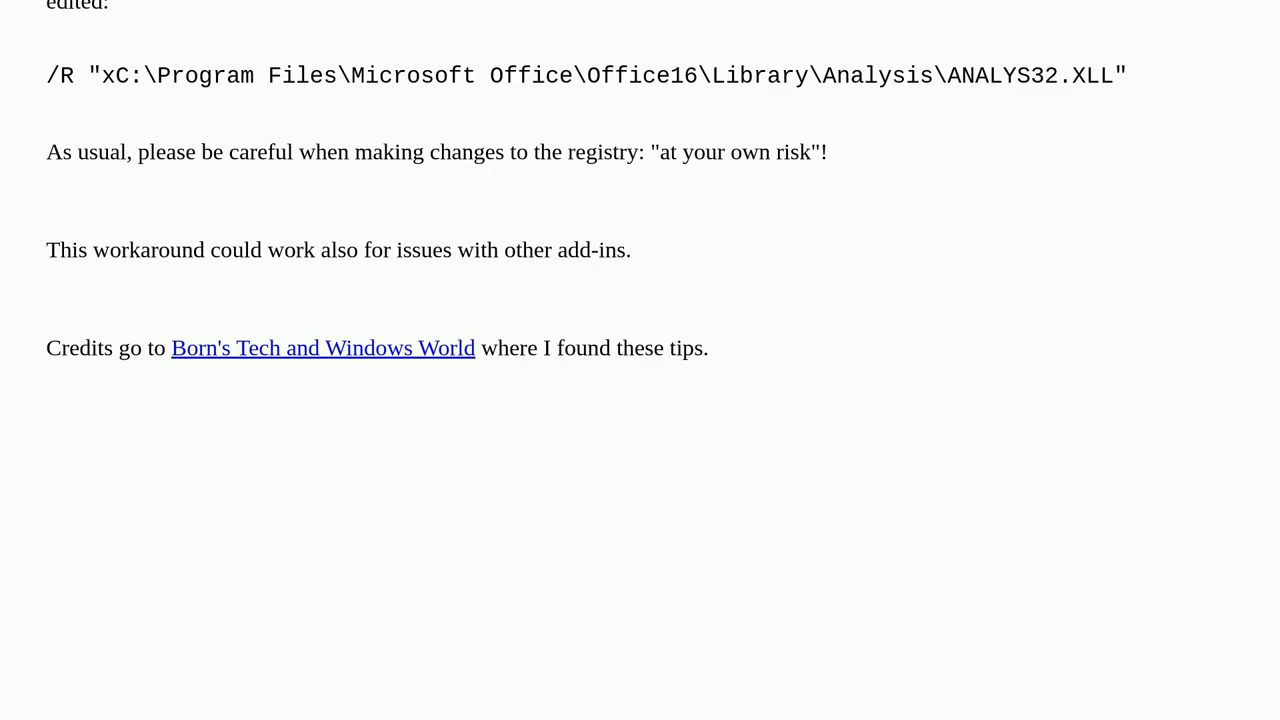 edited:
/R "xC:\Program Files\Microsoft Office\Office16\Library\Analysis\ANALYS32.XLL"
As usual, please be careful when making changes to the registry: "at your own risk"!
This workaround could work also for issues with other add-ins.
Credits go to Born's Tech and Windows World where I found these tips.